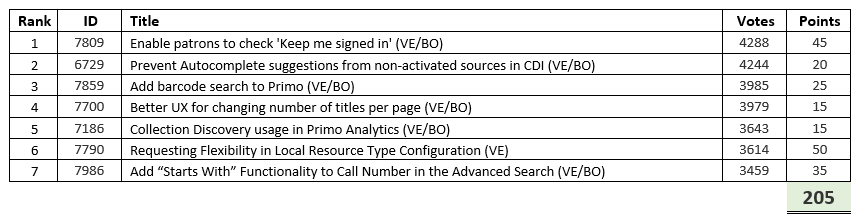 Rank ID Title Votes Points
1 7809 Enable patrons to check 'Keep me signed in' (VE/BO) 4288 45
2 6729 Prevent Autocomplete suggestions from non-activated sources in CDI (VE/BO) 4244 20
3 7859 Add barcode search to Primo (VE/BO) 3985 25
4 7700 Better UX for changing number of titles per page (VE/BO) 3979 15
5 7186 Collection Discovery usage in Primo Analytics (VE/BO) 3643 15
6 7790 Requesting Flexibility in Local Resource Type Configuration (VE) 3614 50
7 7986 Add “Starts With” Functionality to Call Number in the Advanced Search (VE/BO) 3459 35
205